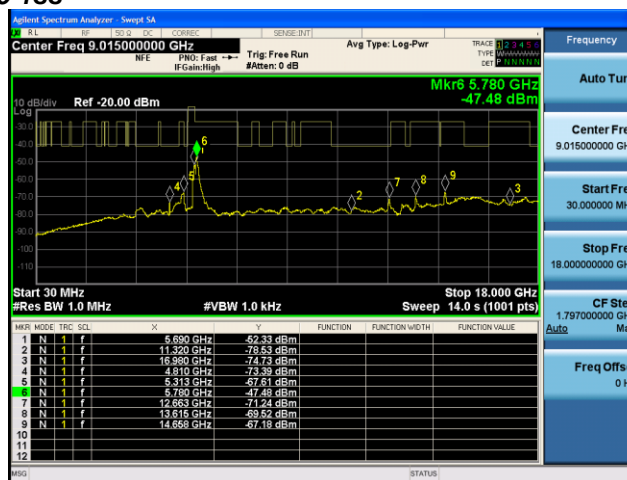 Agilent Spectrum Analyzer - Swept SA
RL RF 50 Ω DC CORREC SENSE:INT
Center Freq 9.015000000 GHz
NFE PNO: Fast Trig: Free Run
IFGain:High #Atten: 0 dB
Avg Type: Log-Pwr
TRACE 1 2 3 4 5 6
TYPE
DET P N N N N N
Mkr6 5.780 GHz
-47.48 dBm
10 dB/div Ref -20.00 dBm
Log
-30.0
-40.0
-50.0
-60.0
-70.0
-80.0
-90.0
-100
-110
1 2 3 4 5 6 7 8 9
Start 30 MHz Stop 18.000 GHz
#Res BW 1.0 MHz #VBW 1.0 kHz Sweep 14.0 s (1001 pts)
MKR MODE TRC SCL X Y FUNCTION FUNCTION WIDTH FUNCTION VALUE
1 N 1 f 5.690 GHz -52.33 dBm
2 N 1 f 11.320 GHz -78.53 dBm
3 N 1 f 16.980 GHz -74.73 dBm
4 N 1 f 4.810 GHz -73.39 dBm
5 N 1 f 5.313 GHz -67.61 dBm
6 N 1 f 5.780 GHz -47.48 dBm
7 N 1 f 12.663 GHz -71.24 dBm
8 N 1 f 13.615 GHz -69.52 dBm
9 N 1 f 14.658 GHz -67.18 dBm
10
11
12
MSG STATUS
Frequency
Auto Tun
Center Fre
9.015000000 GH
Start Fre
30.000000 MH
Stop Fre
18.000000000 GH
CF Ste
1.797000000 GH
Auto Ma
Freq Offs
0 H